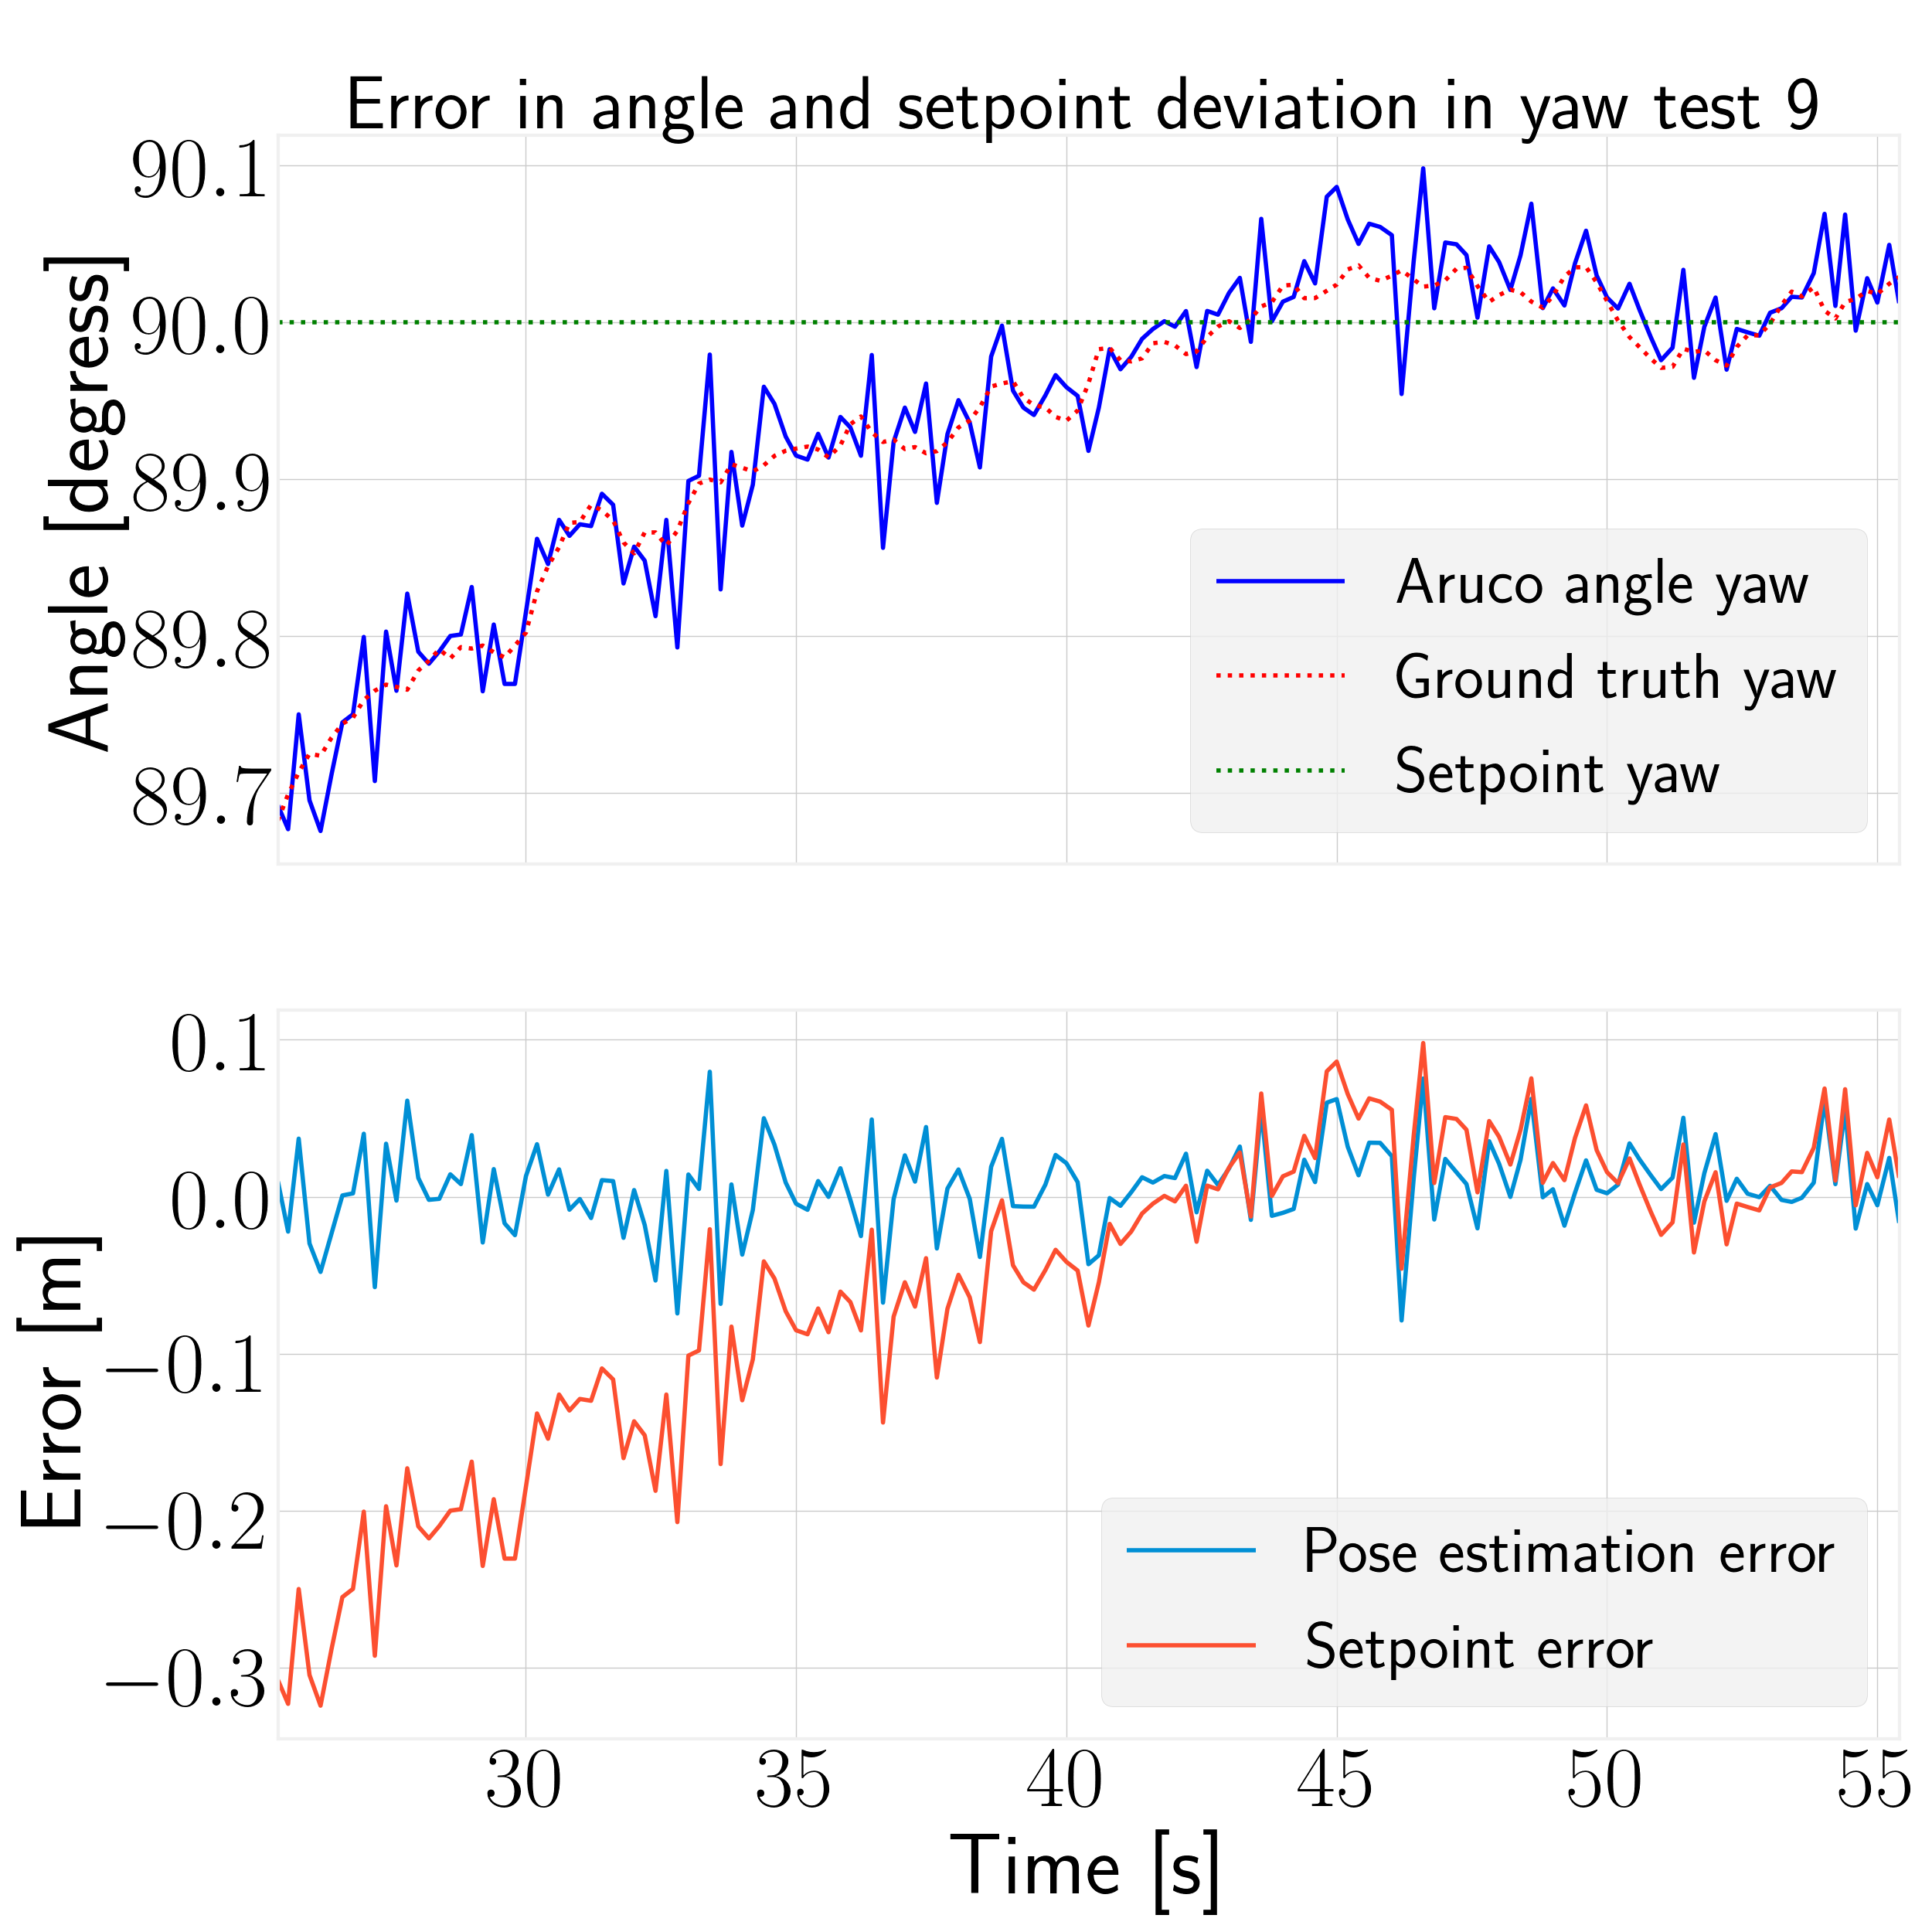 Error in angle and setpoint deviation in yaw test 9
Angle [degress]
90.1
90.0
89.9
89.8
89.7
Aruco angle yaw
Ground truth yaw
Setpoint yaw
Error [m]
0.1
0.0
−0.1
−0.2
−0.3
Pose estimation error
Setpoint error
30 35 40 45 50 55
Time [s]